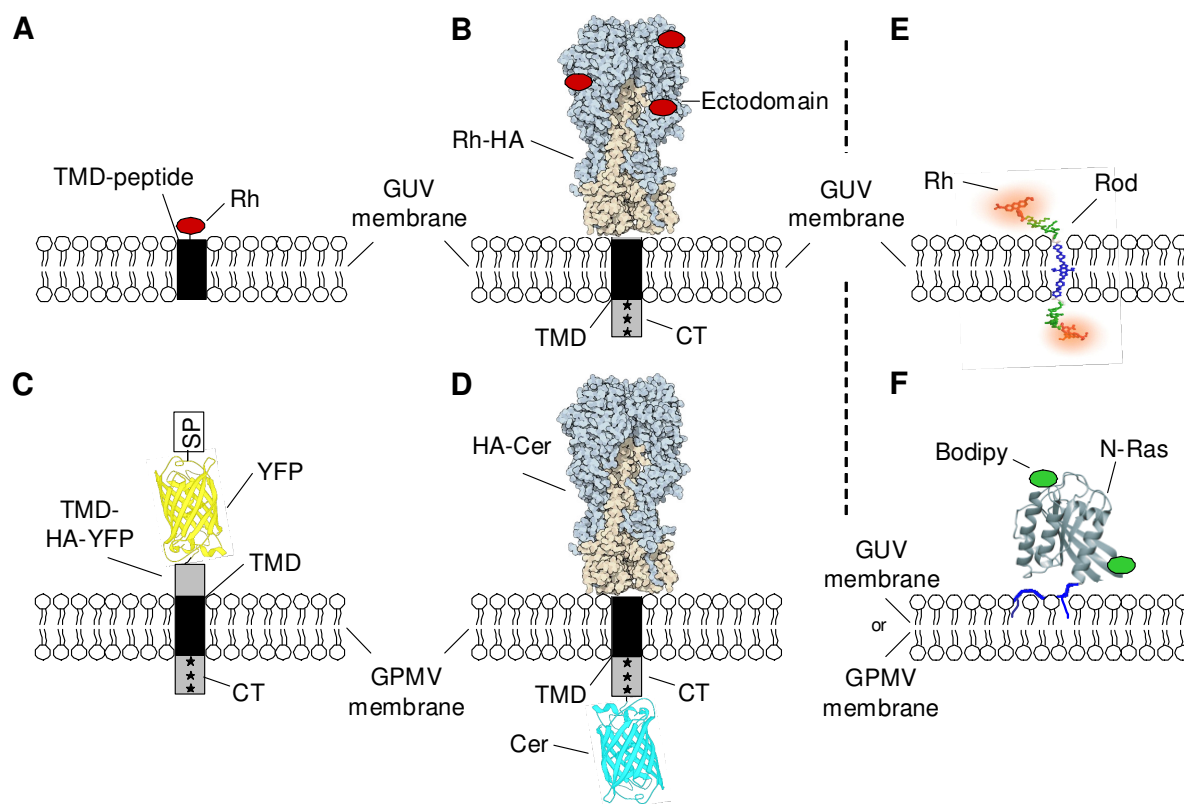 A
TMD-peptide
Rh
GUV
membrane
B
Ectodomain
Rh-HA
TMD
CT
GUV
membrane
E
Rh
Rod
C
SP
YFP
TMD-
HA-YFP
TMD
CT
GPMV
membrane
D
HA-Cer
TMD
CT
Cer
F
Bodipy
N-Ras
GUV
membrane
or
GPMV
membrane